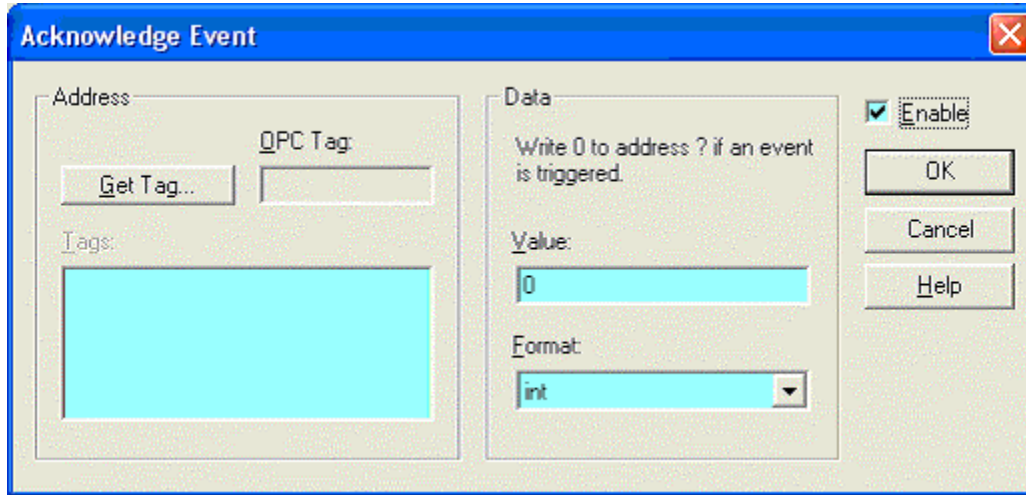 Acknowledge Event
Address
OPC Tag:
Get Tag...
Tags:
Data
Write 0 to address ? if an event
is triggered.
Value:
0
Format:
int
Enable
OK
Cancel
Help